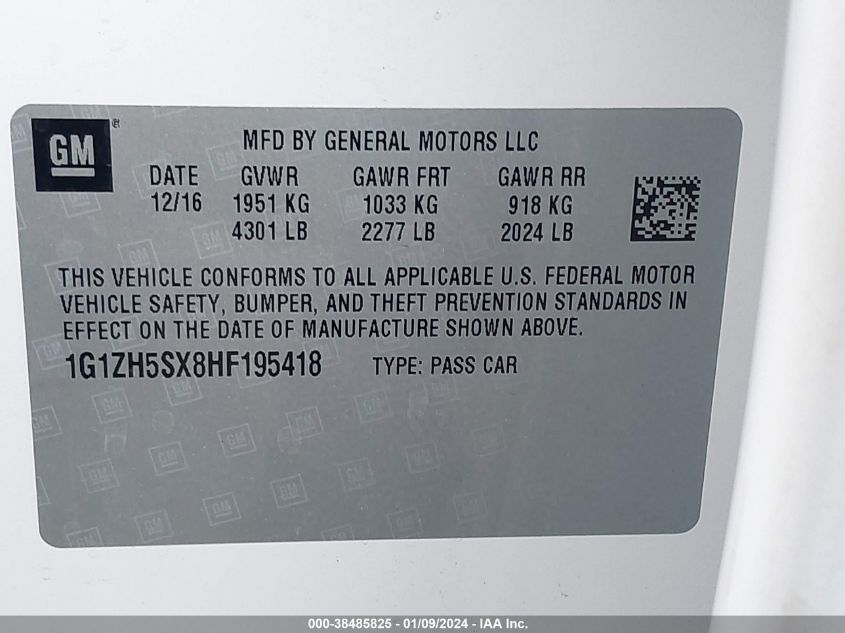 GM
MFD BY GENERAL MOTORS LLC
DATE GVWR GAWR FRT GAWR RR
12/16 1951 KG 1033 KG 918 KG
4301 LB 2277 LB 2024 LB
THIS VEHICLE CONFORMS TO ALL APPLICABLE U.S. FEDERAL MOTOR
VEHICLE SAFETY, BUMPER, AND THEFT PREVENTION STANDARDS IN
EFFECT ON THE DATE OF MANUFACTURE SHOWN ABOVE.
1G1ZH5SX8HF195418 TYPE: PASS CAR
000-38485825 - 01/09/2024 - IAA Inc.